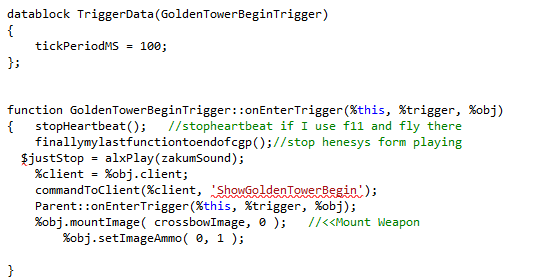 datablock TriggerData(GoldenTowerBeginTrigger)
{
    tickPeriodMS = 100;
};
function GoldenTowerBeginTrigger::onEnterTrigger(%this, %trigger, %obj)
{   stopHeartbeat();   //stopheartbeat if I use f11 and fly there
    finallymylastfunctiontoendofcgp();//stop henesys form playing
  $justStop = alxPlay(zakumSound);
    %client = %obj.client;
    commandToClient(%client, 'ShowGoldenTowerBegin');
    Parent::onEnterTrigger(%this, %trigger, %obj);
    %obj.mountImage( crossbowImage, 0 );   //<<Mount Weapon
        %obj.setImageAmmo( 0, 1 );
}